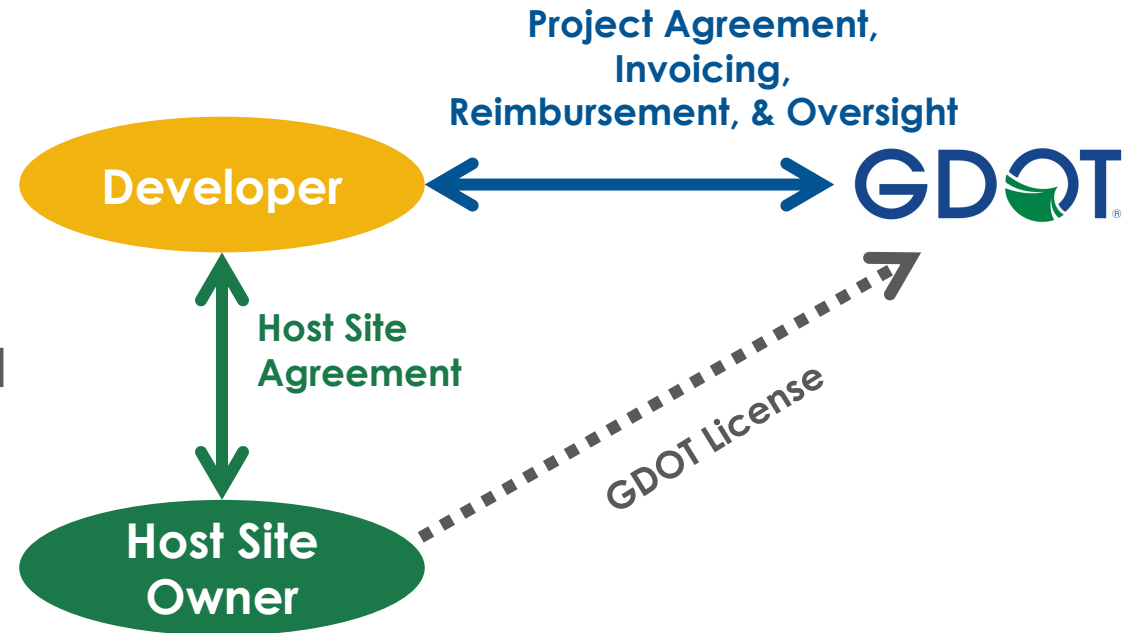 Project Agreement,
Invoicing,
Reimbursement, & Oversight
Developer
GDOT®
Host Site
Agreement
GDOT License
Host Site
Owner